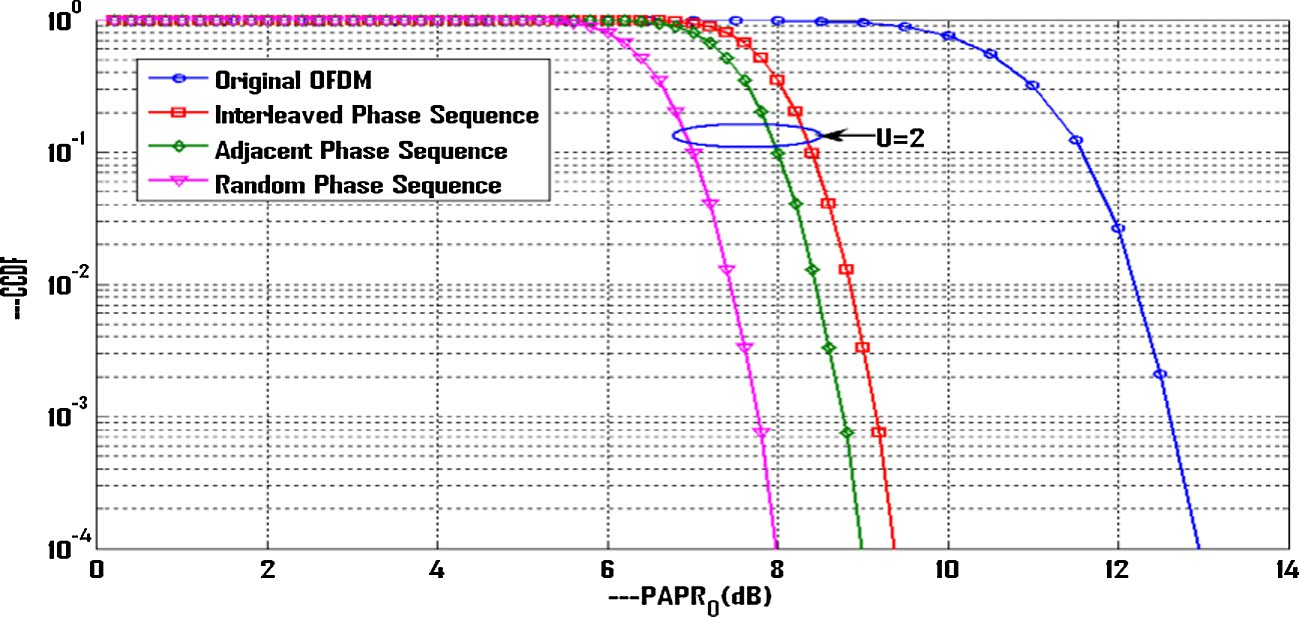 10^0
Original OFDM
Interleaved Phase Sequence
Adjacent Phase Sequence
Random Phase Sequence
U=2
10^-1
---CCDF
10^-2
10^-3
10^-4
0 2 4 6 8 10 12 14
---PAPR_0(dB)